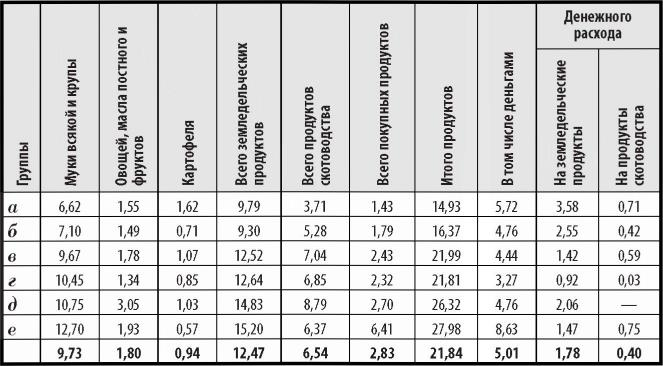 Группы | Муки всякой и крупы | Овощей, масла постного и фруктов | Картофеля | Всего земледельческих продуктов | Всего продуктов скотоводства | Всего покупных продуктов | Итого продуктов | В том числе деньгами | Денежного расхода
На земледельческие продукты | На продукты скотоводства
а 6,62 1,55 1,62 9,79 3,71 1,43 14,93 5,72 3,58 0,71
б 7,10 1,49 0,71 9,30 5,28 1,79 16,37 4,76 2,55 0,42
в 9,67 1,78 1,07 12,52 7,04 2,43 21,99 4,44 1,42 0,59
г 10,45 1,34 0,85 12,64 6,85 2,32 21,81 3,27 0,92 0,03
д 10,75 3,05 1,03 14,83 8,79 2,70 26,32 4,76 2,06 —
е 12,70 1,93 0,57 15,20 6,37 6,41 27,98 8,63 1,47 0,75
9,73 1,80 0,94 12,47 6,54 2,83 21,84 5,01 1,78 0,40